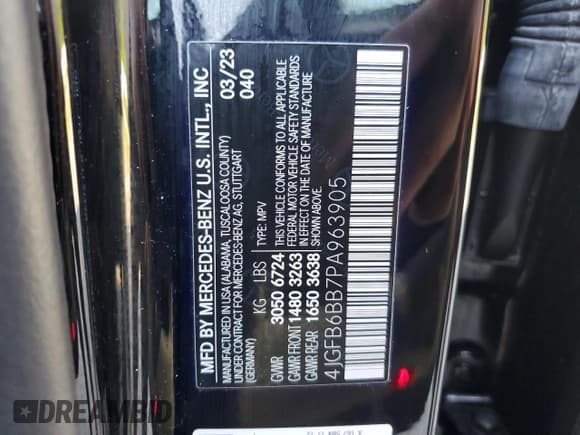 MFD BY MERCEDES-BENZ U.S. INTL., INC 03/23
MANUFACTURED IN USA (ALABAMA, TUSCALOOSA COUNTY) 040
UNDER CONTRACT FOR MERCEDES-BENZ AG, STUTTGART
(GERMANY)
KG LBS TYPE: MPV
GVWR 3050 6724 THIS VEHICLE CONFORMS TO ALL APPLICABLE
GAWR FRONT 1480 3263 FEDERAL MOTOR VEHICLE SAFETY STANDARDS
GAWR REAR 1650 3638 IN EFFECT ON THE DATE OF MANUFACTURE
4JGFB6BB7PA963905
DREAMBID